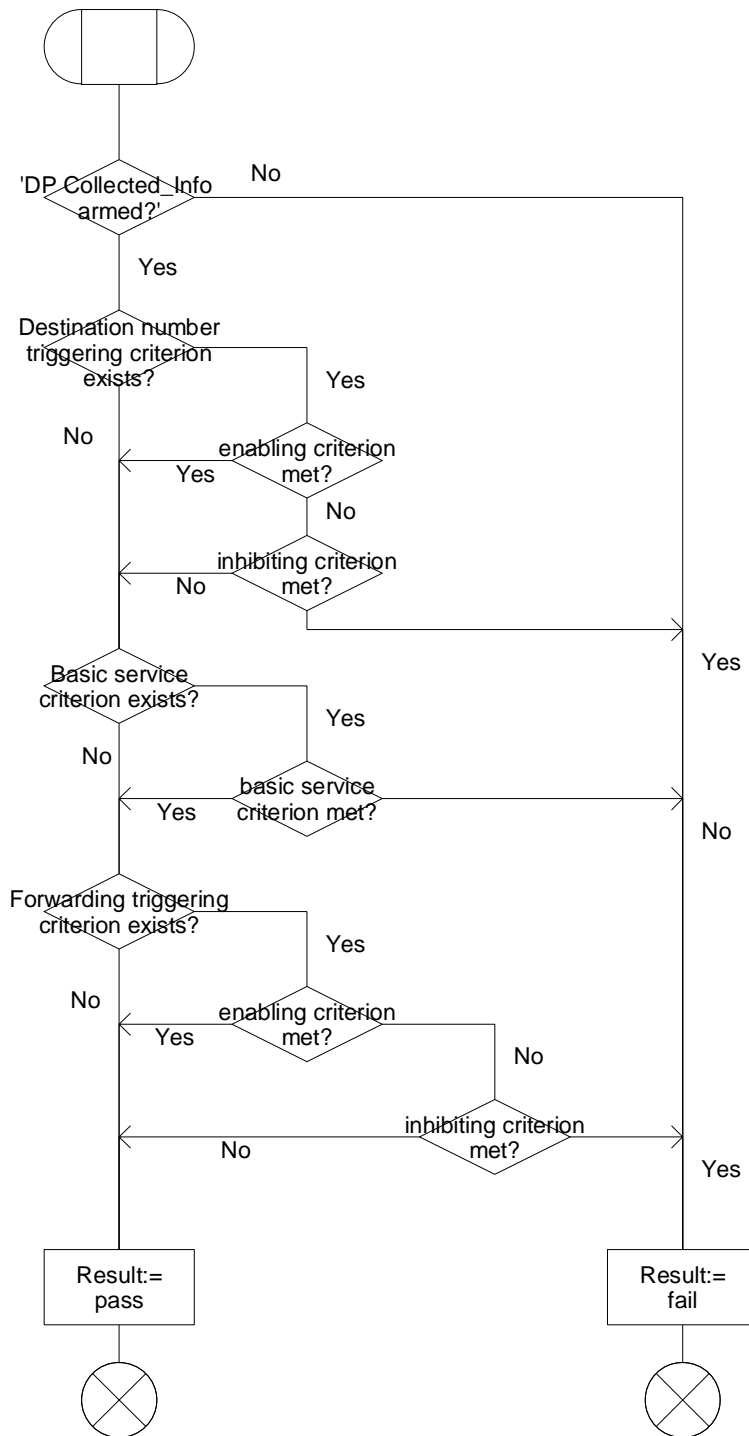 'DP Collected_Info
armed?'
No
Yes
Destination number
triggering criterion
exists?
Yes
No
enabling criterion
met?
Yes
No
inhibiting criterion
met?
No
Yes
Basic service
criterion exists?
Yes
No
basic service
criterion met?
Yes
No
Forwarding triggering
criterion exists?
Yes
No
enabling criterion
met?
Yes
No
inhibiting criterion
met?
No
Yes
Result:=
pass
Result:=
fail